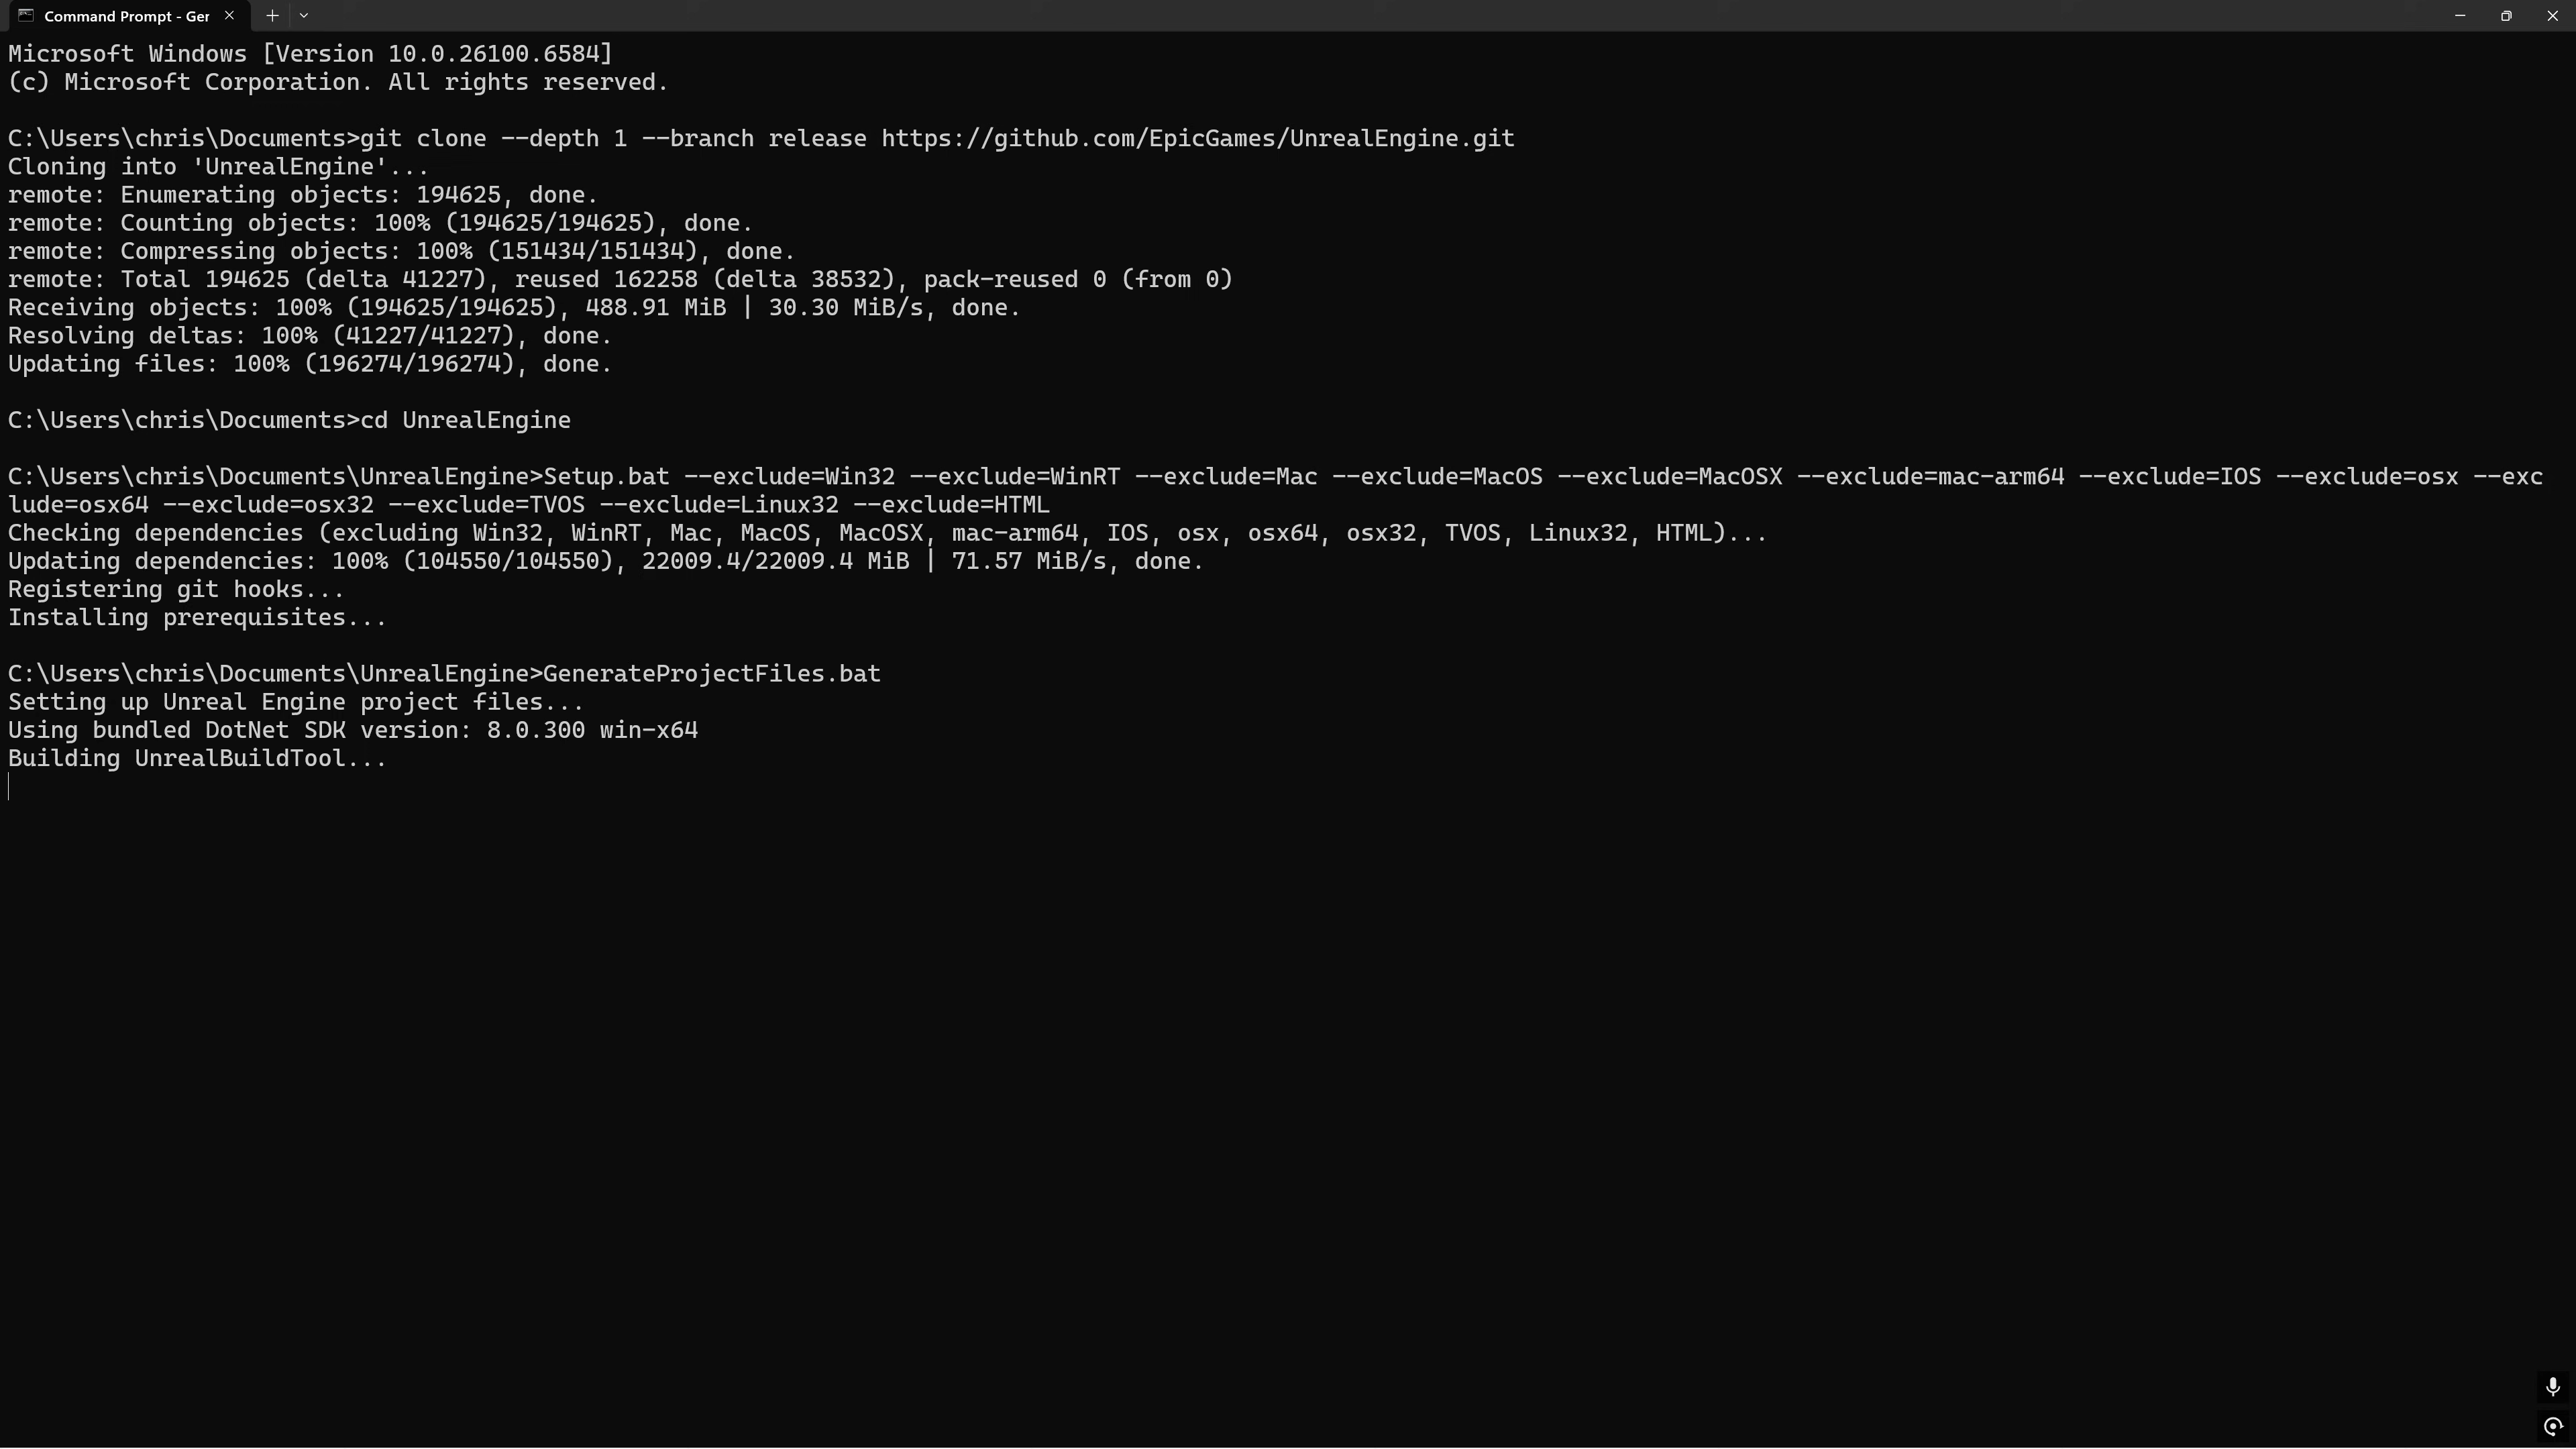 Command Prompt - Ger
Microsoft Windows [Version 10.0.26100.6584]
(c) Microsoft Corporation. All rights reserved.
C:\Users\chris\Documents>git clone --depth 1 --branch release https://github.com/EpicGames/UnrealEngine.git
Cloning into 'UnrealEngine'...
remote: Enumerating objects: 194625, done.
remote: Counting objects: 100% (194625/194625), done.
remote: Compressing objects: 100% (151434/151434), done.
remote: Total 194625 (delta 41227), reused 162258 (delta 38532), pack-reused 0 (from 0)
Receiving objects: 100% (194625/194625), 488.91 MiB | 30.30 MiB/s, done.
Resolving deltas: 100% (41227/41227), done.
Updating files: 100% (196274/196274), done.
C:\Users\chris\Documents>cd UnrealEngine
C:\Users\chris\Documents\UnrealEngine>Setup.bat --exclude=Win32 --exclude=WinRT --exclude=Mac --exclude=MacOS --exclude=MacOSX --exclude=mac-arm64 --exclude=IOS --exclude=osx --exc
lude=osx64 --exclude=osx32 --exclude=TVOS --exclude=Linux32 --exclude=HTML
Checking dependencies (excluding Win32, WinRT, Mac, MacOS, MacOSX, mac-arm64, IOS, osx, osx64, osx32, TVOS, Linux32, HTML)...
Updating dependencies: 100% (104550/104550), 22009.4/22009.4 MiB | 71.57 MiB/s, done.
Registering git hooks...
Installing prerequisites...
C:\Users\chris\Documents\UnrealEngine>GenerateProjectFiles.bat
Setting up Unreal Engine project files...
Using bundled DotNet SDK version: 8.0.300 win-x64
Building UnrealBuildTool...